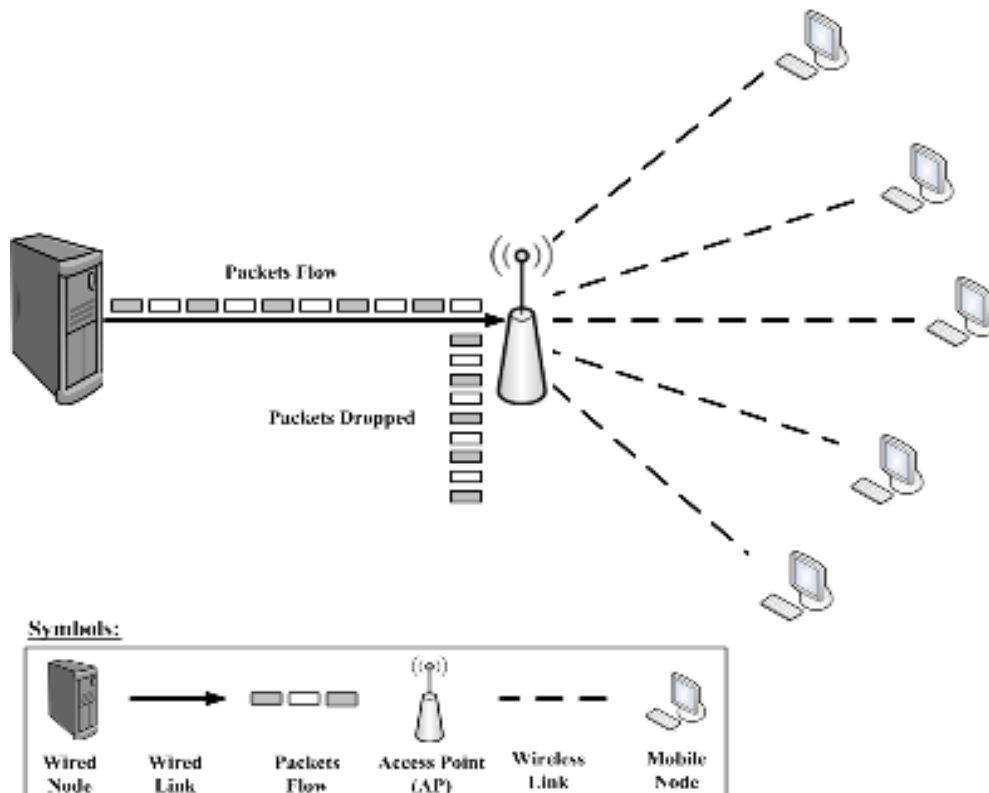 Packets Flow
Packets Dropped
Symbols:
Wired Node
Wired Link
Packets Flow
Access Point (AP)
Wireless Link
Mobile Node